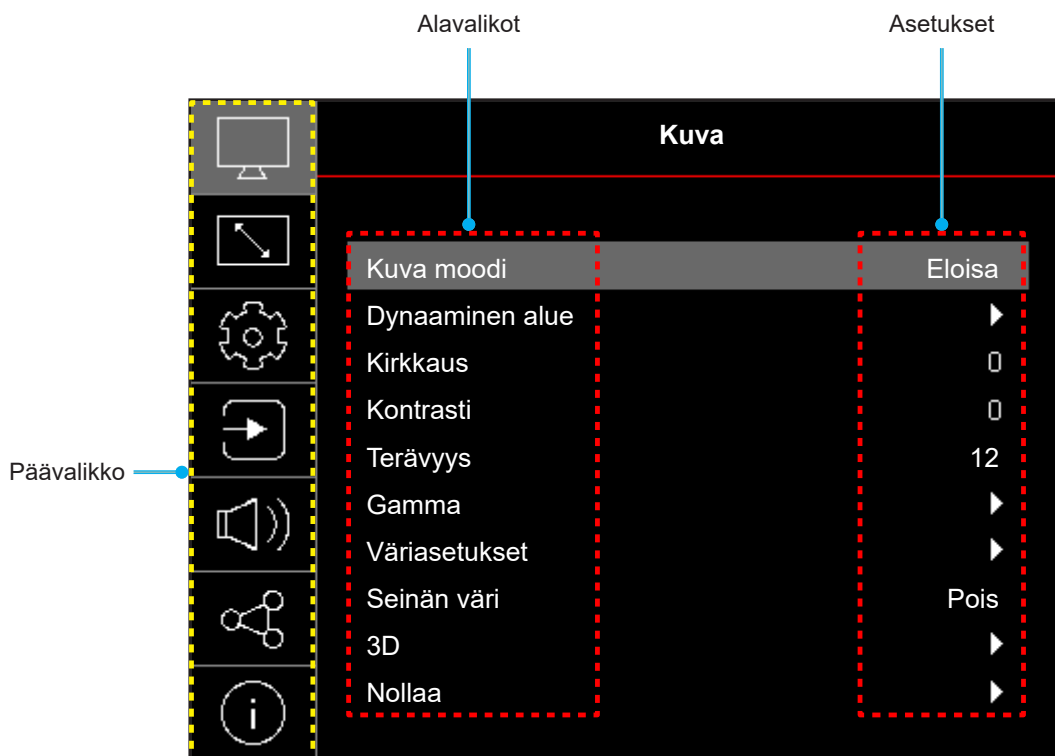 Alavalikot Asetukset
Kuva
Kuva moodi Eloisa
Dynaaminen alue
Kirkkaus 0
Kontrasti 0
Terävyys 12
Päävalikko
Gamma
Väriasetukset
Seinän väri Pois
3D
Nollaa
i